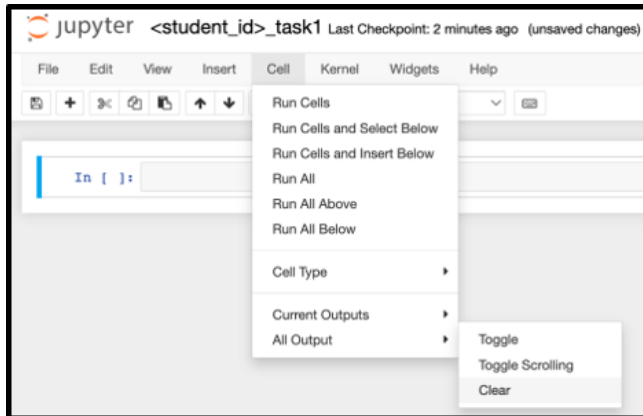 jupyter <student_id>_task1 Last Checkpoint: 2 minutes ago (unsaved changes)
File Edit View Insert Cell Kernel Widgets Help
Run Cells
Run Cells and Select Below
Run Cells and Insert Below
In [ ]:
Run All
Run All Above
Run All Below
Cell Type
Current Outputs
All Output
Toggle
Toggle Scrolling
Clear